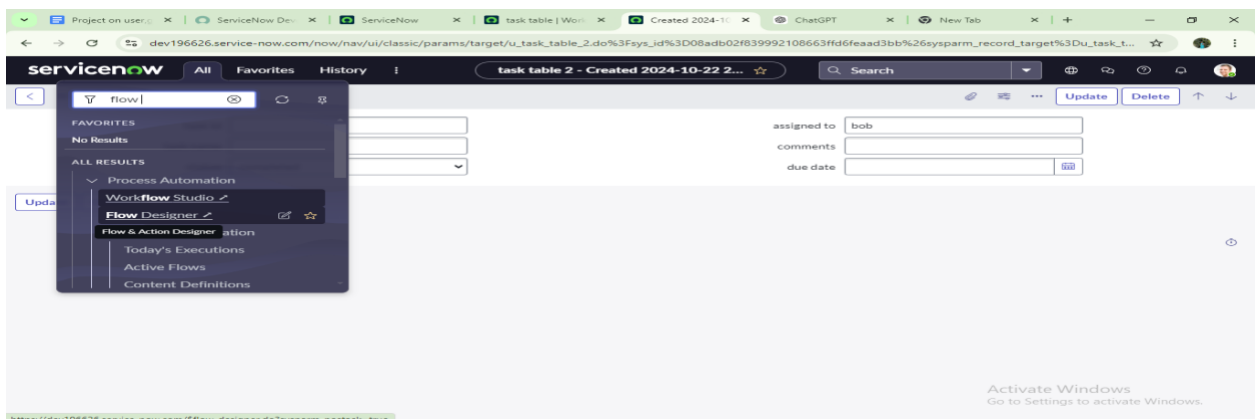 Project on user,
ServiceNow Dev
ServiceNow
task table | Work
Created 2024-10
ChatGPT
New Tab
dev196626.service-now.com/now/nav/ui/classic/params/target/u_task_table_2.do%3Fsys_id%3D08adb02f839992108663ffd6feaad3bb%26sysparm_record_target%3Du_task_t...
servicenow
All Favorites History
task table 2 - Created 2024-10-22 2...
Search
flow
Update Delete
FAVORITES
No Results
ALL RESULTS
Process Automation
Workflow Studio
Flow Designer
Flow & Action Designer
ation
Today's Executions
Active Flows
Content Definitions
assigned to bob
comments
due date
Upda
Activate Windows
Go to Settings to activate Windows.